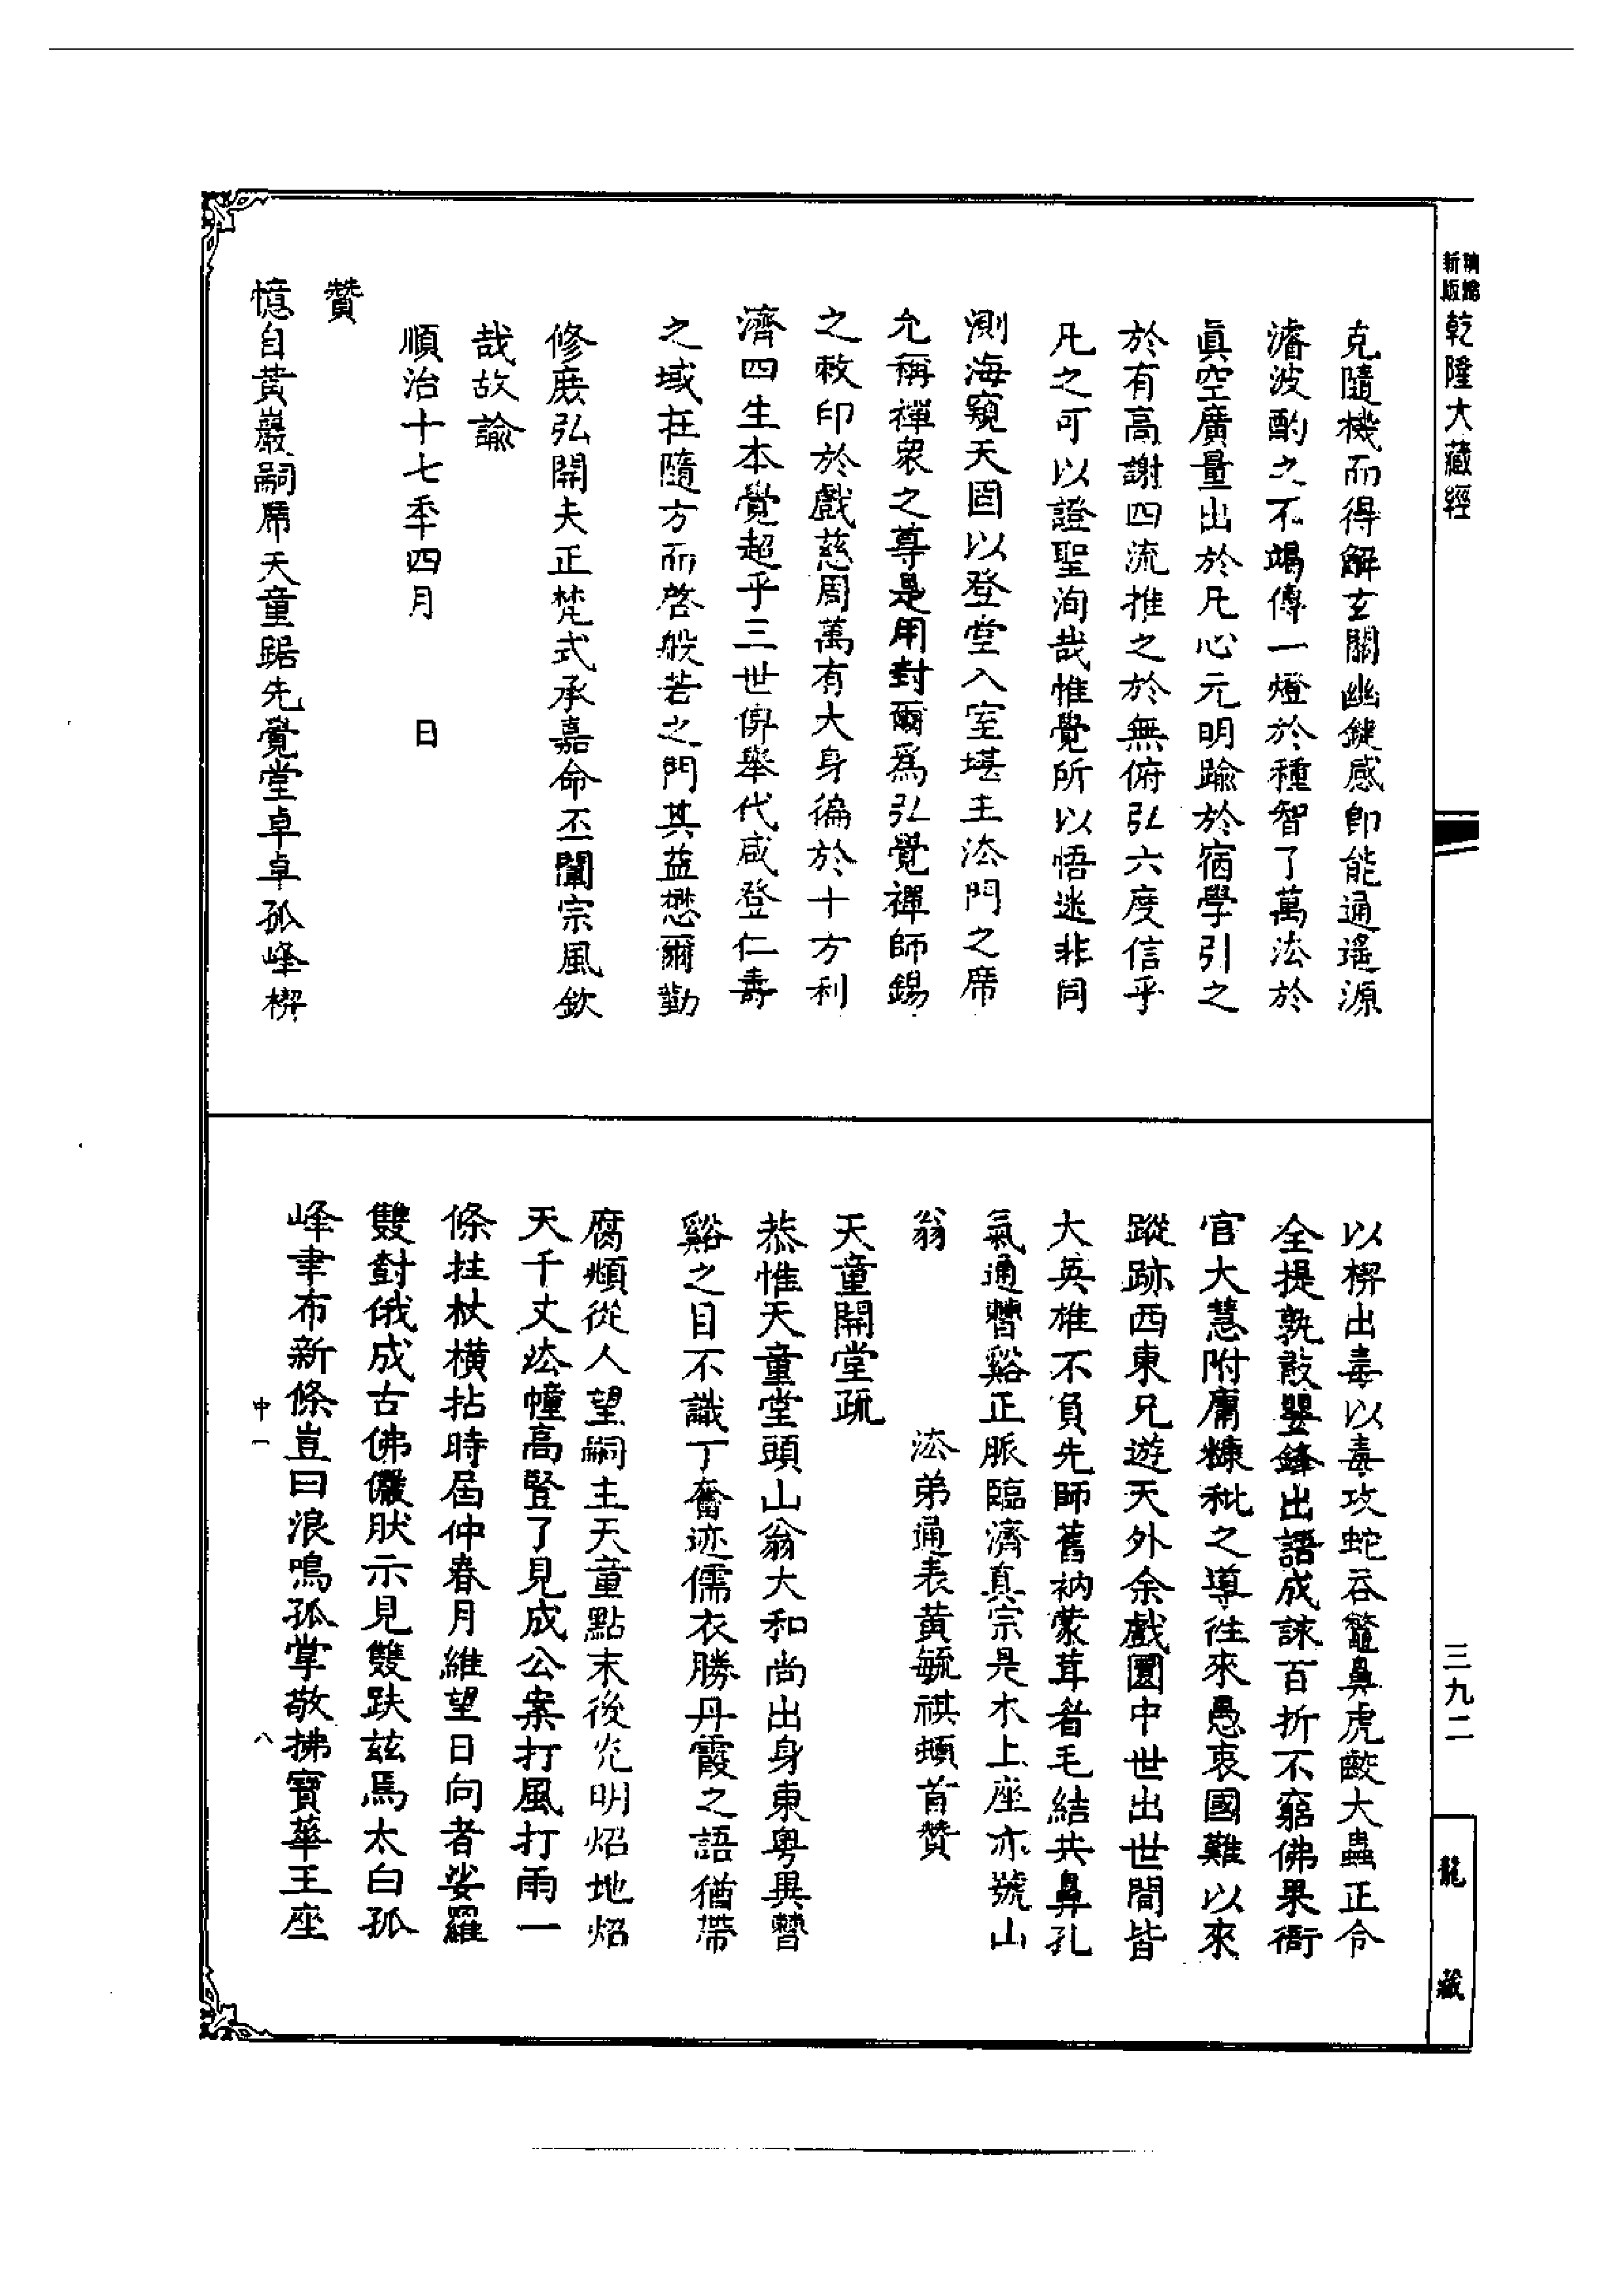 新版
精縮
乾隆大藏經
克隨機而得解玄關幽鍵感即能通遙源
濬波酌之不竭傳一燈於種智了萬法於
眞空廣量出於凡心元明踰於宿學引之
於有高謝四流推之於無俯弘六度信乎
凡之可以證聖洵哉惟覺所以悟迷非同
測海窺天固以登堂入室堪主法門之席
允稱禪衆之尊是用封爾爲弘覺禪師錫
之敕印於戲慈周萬有大身徧於十方利
濟四生本覺超乎三世俾舉代咸登仁壽
之域在隨方而啓般若之門其益懋爾勤
修庶弘開夫正梵式承嘉命丕闡宗風欽
哉故諭
順治十七年四月 日
贊
憶自黃巖嗣席天童踞先覺堂卓卓孤峰楔
三九二
龍藏
以楔出毒以毒攻蛇吞鼈鼻虎齩大蟲正令
全提孰敢嬰鋒出語成誄百折不窮佛果衙
官大慧附庸楝秕之導往來愚衷國難以來
蹤跡西東兄遊天外余戲圜中世出世間皆
大英雄不負先師舊衲蒙茸眷毛結共鼻孔
氣通瞽谿正脈臨濟真宗是木上座亦號山
翁
法弟通表黃毓祺頓首贊
天童開堂疏
恭惟天童堂頭山翁大和尚出身東粵異瞽
谿之目不識丁奮迹儒衣勝丹霞之語猶帶
腐頰從人望嗣主天童點末後光明炤地炤
天千丈法幢高豎了見成公案打風打雨一
條拄杖橫拈時屆仲春月維望日向者娑羅
雙對俄成古佛儼肰示見雙趺茲焉太白孤
峰聿布新條豈曰浪鳴孤掌敬拂寶華王座
中一
八